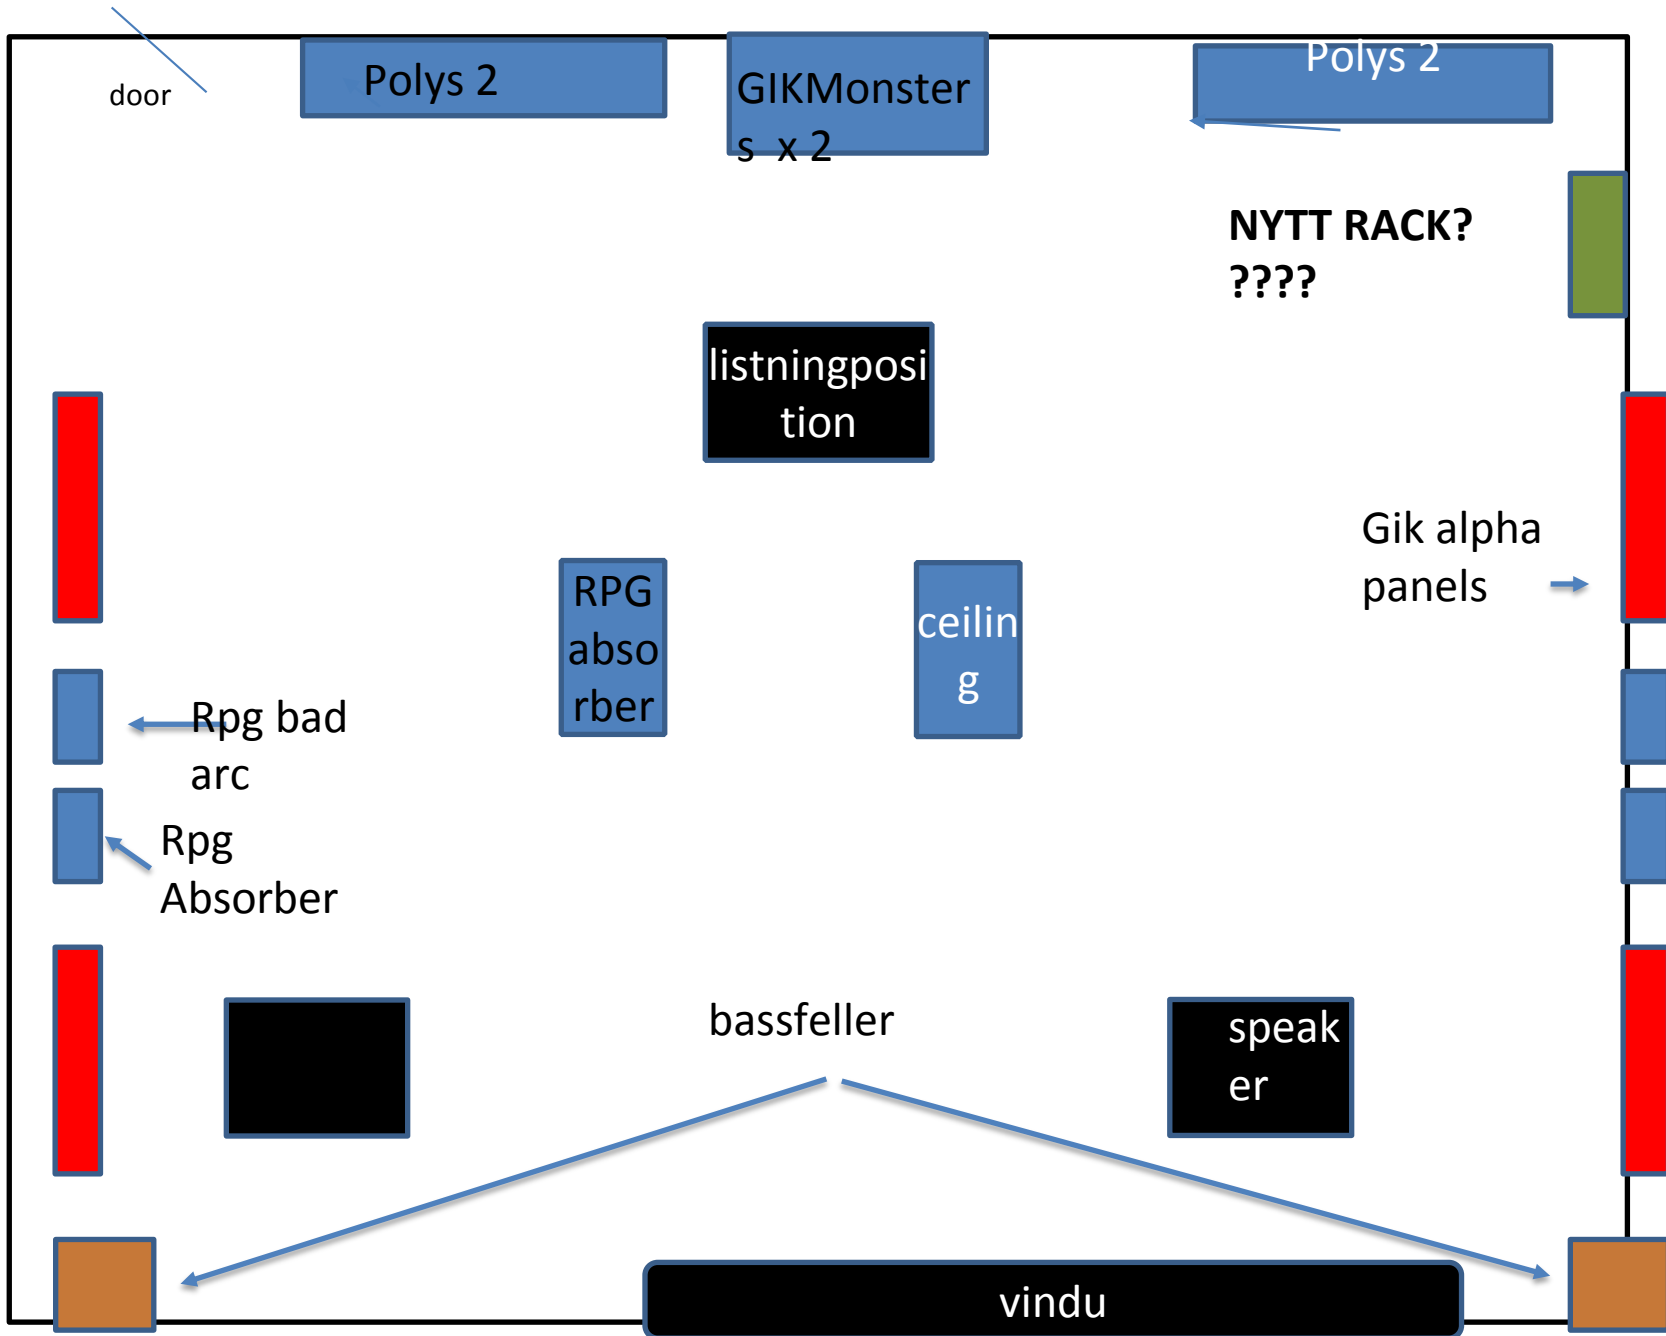 door
Polys 2
GIKMonster
s x 2
Polys 2
NYTT RACK?
????
listningposi
tion
Gik alpha
panels
RPG
abso
rber
ceilin
g
Rpg bad
arc
Rpg
Absorber
bassfeller
speak
er
vindu